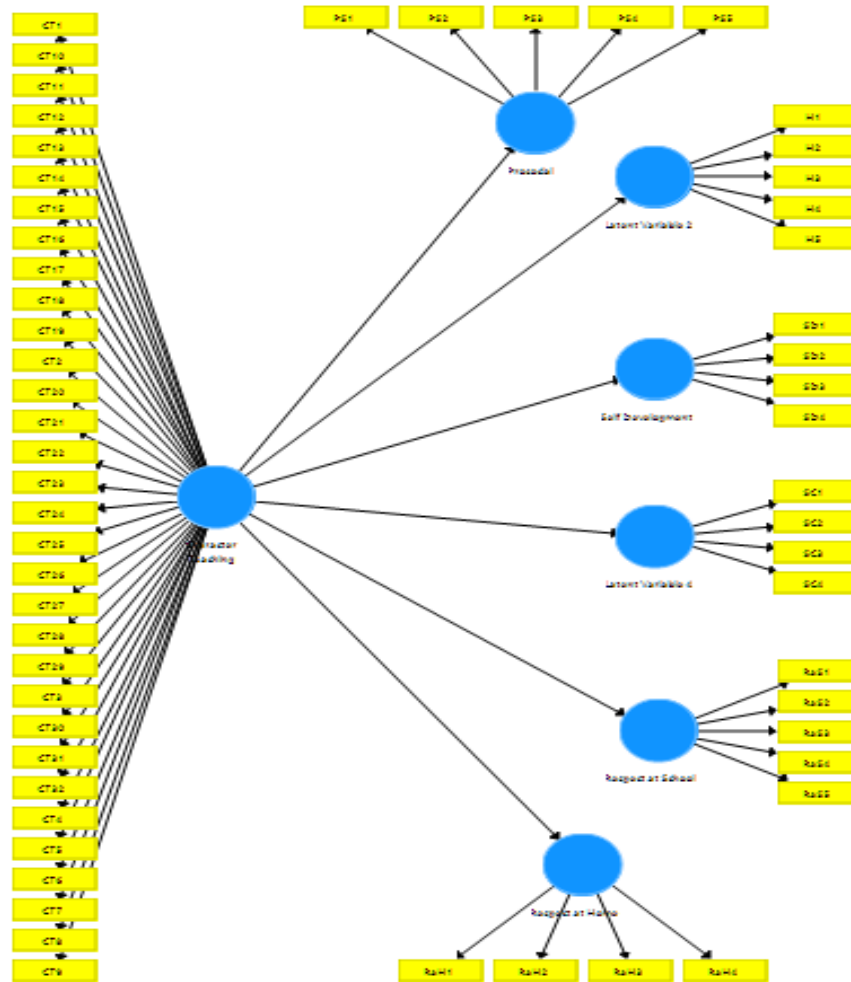 CT1
CT10
CT11
CT12
CT13
CT14
CT15
CT16
CT17
CT18
CT19
CT2
CT20
CT21
CT22
CT23
CT24
CT25
CT26
CT27
CT28
CT29
CT3
CT30
CT31
CT32
CT4
CT5
CT6
CT7
CT8
CT9
PS1
PS2
PS3
PS4
PS5
H1
H2
H3
H4
H5
Latent Variable 2
SD1
SD2
SD3
SD4
Self Development
SC1
SC2
SC3
SC4
Latent Variable 4
RaS1
RaS2
RaS3
RaS4
RaS5
Respect at School
Respect at Home
RaH1
RaH2
RaH3
RaH4